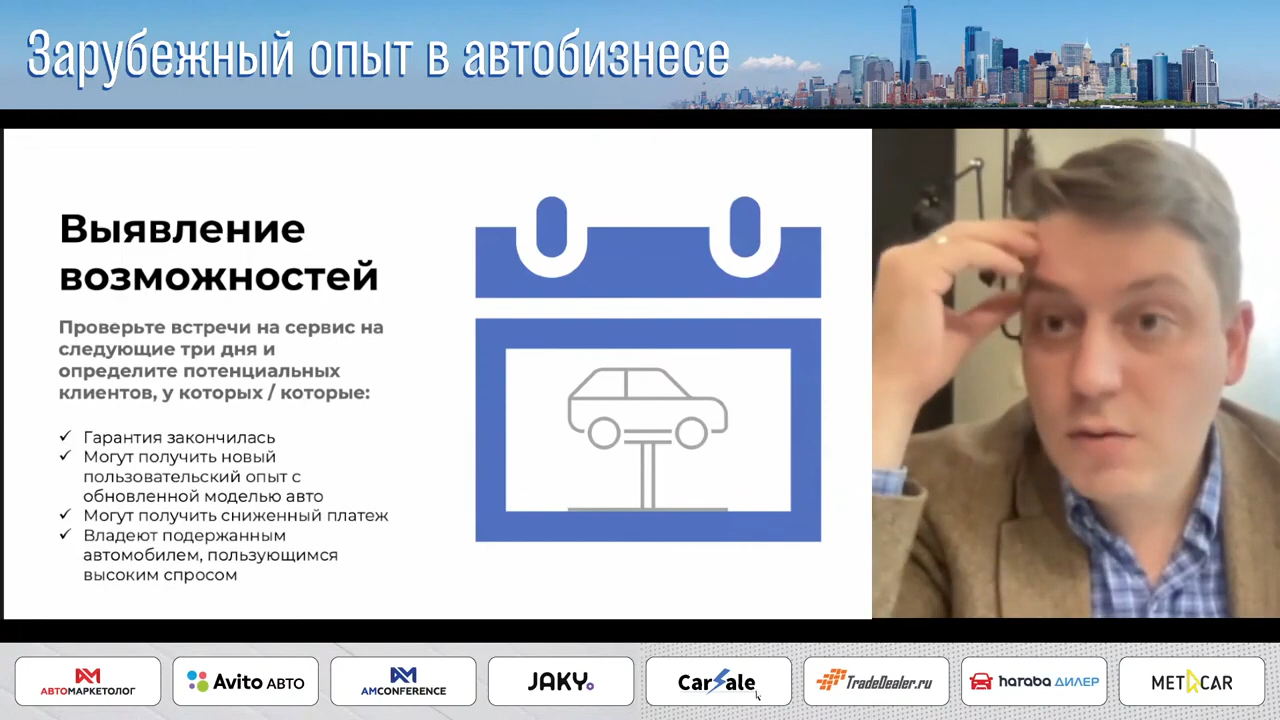 Зарубежный опыт в автобизнесе
Выявление
возможностей
Проверьте встречи на сервис на
следующие три дня и
определите потенциальных
клиентов, у которых / которые:
✓ Гарантия закончилась
✓ Могут получить новый
пользовательский опыт с
обновленной моделью авто
✓ Могут получить сниженный платеж
✓ Владеют подержанным
автомобилем, пользующимся
высоким спросом
АВТОМАРКЕТОЛОГ
Avito АВТО
AMCONFERENCE
JAKY
CarSale
TradeDealer.ru
haraba ДИЛЕР
METACAR